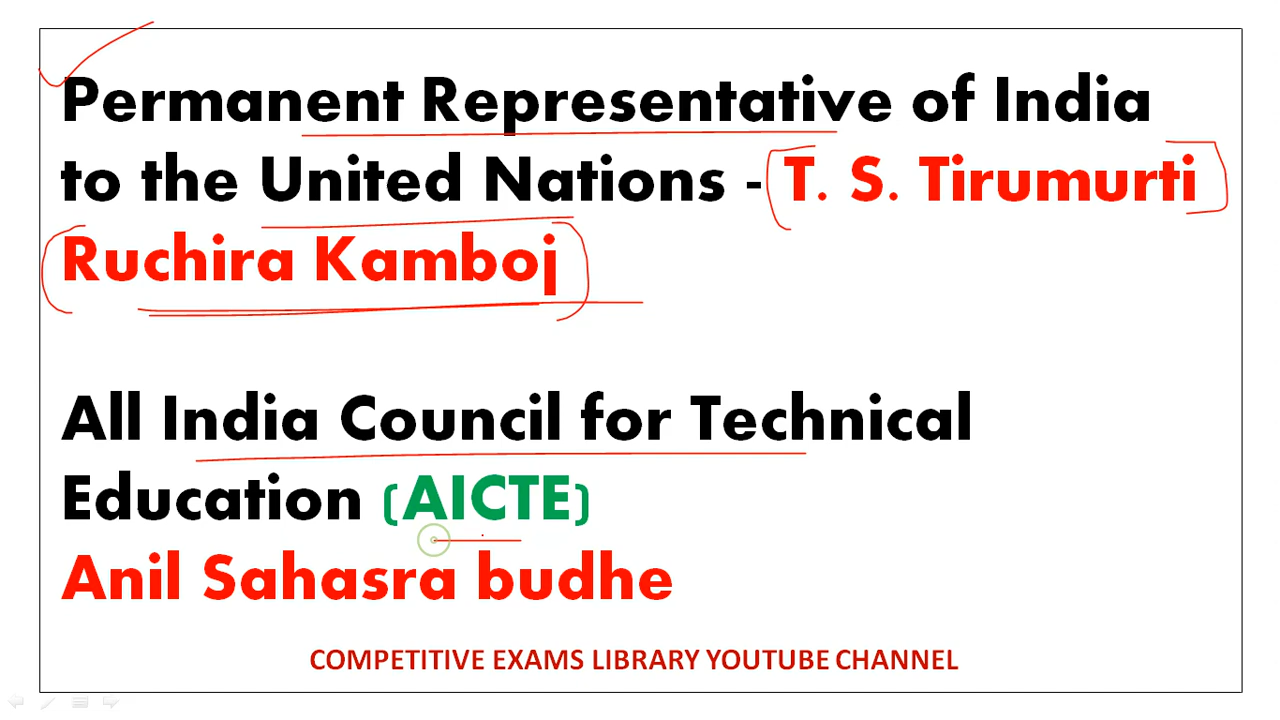 Permanent Representative of India
to the United Nations - T. S. Tirumurti
Ruchira Kamboj
All India Council for Technical
Education (AICTE)
Anil Sahasra budhe
COMPETITIVE EXAMS LIBRARY YOUTUBE CHANNEL